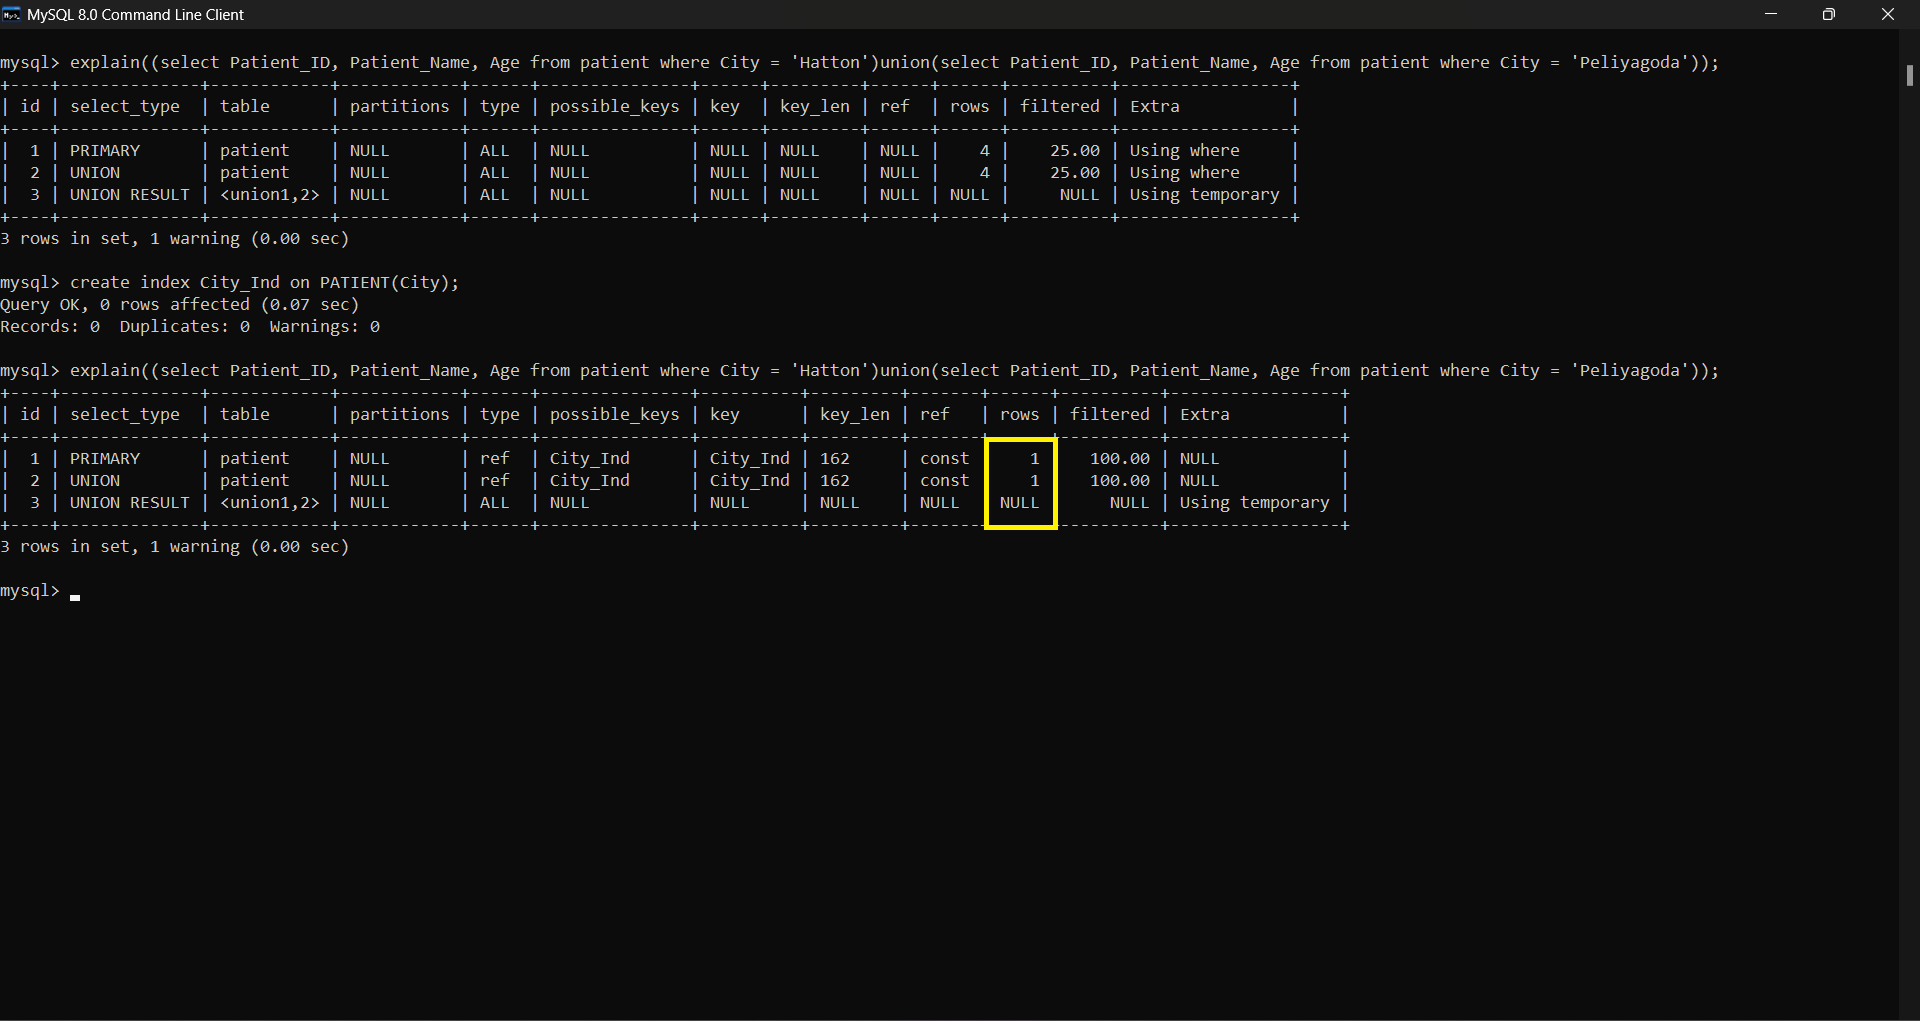 MySQL 8.0 Command Line Client
mysql> explain((select Patient_ID, Patient_Name, Age from patient where City = 'Hatton')union(select Patient_ID, Patient_Name, Age from patient where City = 'Peliyagoda'));
+----+--------------+------------+------------+------+---------------+------+---------+------+------+----------+-----------------+
| id | select_type  | table      | partitions | type | possible_keys | key  | key_len | ref  | rows | filtered | Extra           |
+----+--------------+------------+------------+------+---------------+------+---------+------+------+----------+-----------------+
|  1 | PRIMARY      | patient    | NULL       | ALL  | NULL          | NULL | NULL    | NULL |    4 |    25.00 | Using where     |
|  2 | UNION        | patient    | NULL       | ALL  | NULL          | NULL | NULL    | NULL |    4 |    25.00 | Using where     |
|  3 | UNION RESULT | <union1,2> | NULL       | ALL  | NULL          | NULL | NULL    | NULL | NULL |     NULL | Using temporary |
+----+--------------+------------+------------+------+---------------+------+---------+------+------+----------+-----------------+
3 rows in set, 1 warning (0.00 sec)
mysql> create index City_Ind on PATIENT(City);
Query OK, 0 rows affected (0.07 sec)
Records: 0  Duplicates: 0  Warnings: 0
mysql> explain((select Patient_ID, Patient_Name, Age from patient where City = 'Hatton')union(select Patient_ID, Patient_Name, Age from patient where City = 'Peliyagoda'));
+----+--------------+------------+------------+------+---------------+----------+---------+-------+------+----------+-----------------+
| id | select_type  | table      | partitions | type | possible_keys | key      | key_len | ref   | rows | filtered | Extra           |
+----+--------------+------------+------------+------+---------------+----------+---------+-------+------+----------+-----------------+
|  1 | PRIMARY      | patient    | NULL       | ref  | City_Ind      | City_Ind | 162     | const |    1 |   100.00 | NULL            |
|  2 | UNION        | patient    | NULL       | ref  | City_Ind      | City_Ind | 162     | const |    1 |   100.00 | NULL            |
|  3 | UNION RESULT | <union1,2> | NULL       | ALL  | NULL          | NULL     | NULL    | NULL  | NULL |     NULL | Using temporary |
+----+--------------+------------+------------+------+---------------+----------+---------+-------+------+----------+-----------------+
3 rows in set, 1 warning (0.00 sec)
mysql>